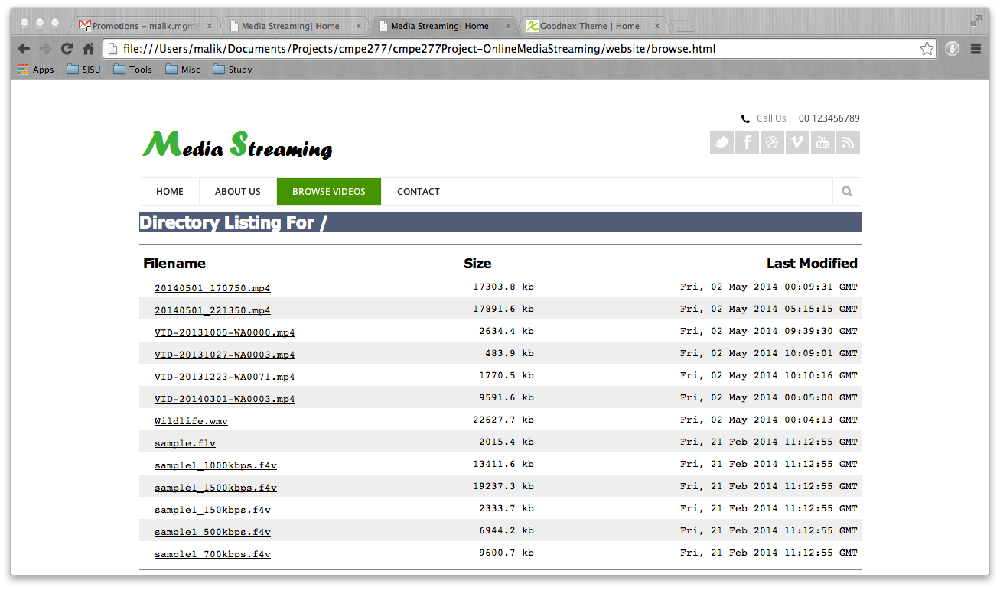 Promotions - malik.mgm
Media Streaming| Home
Media Streaming| Home
Goodnex Theme | Home
0
file:///Users/malik/Documents/Projects/cmpe277/cmpe277Project-OnlineMediaStreaming/website/browse.html
Apps SJSU Tools Misc Study
Call Us : +00 123456789
Media Streaming
You Tube
HOME ABOUT US BROWSE VIDEOS CONTACT
Directory Listing For /
Filename Size Last Modified
20140501_170750.mp4 17303.8 kb Fri, 02 May 2014 00:09:31 GMT
20140501_221350.mp4 17891.6 kb Fri, 02 May 2014 05:15:15 GMT
VID-20131005-WA0000.mp4 2634.4 kb Fri, 02 May 2014 09:39:30 GMT
VID-20131027-WA0003.mp4 483.9 kb Fri, 02 May 2014 10:09:01 GMT
VID-20131223-WA0071.mp4 1770.5 kb Fri, 02 May 2014 10:10:16 GMT
VID-20140301-WA0003.mp4 9591.6 kb Fri, 02 May 2014 00:05:00 GMT
Wildlife.wmv 22627.7 kb Fri, 02 May 2014 00:04:13 GMT
sample.flv 2015.4 kb Fri, 21 Feb 2014 11:12:55 GMT
sample1_1000kbps.f4v 13411.6 kb Fri, 21 Feb 2014 11:12:55 GMT
sample1_1500kbps.f4v 19237.3 kb Fri, 21 Feb 2014 11:12:55 GMT
sample1_150kbps.f4v 2333.7 kb Fri, 21 Feb 2014 11:12:55 GMT
sample1_500kbps.f4v 6944.2 kb Fri, 21 Feb 2014 11:12:55 GMT
sample1_700kbps.f4v 9600.7 kb Fri, 21 Feb 2014 11:12:55 GMT